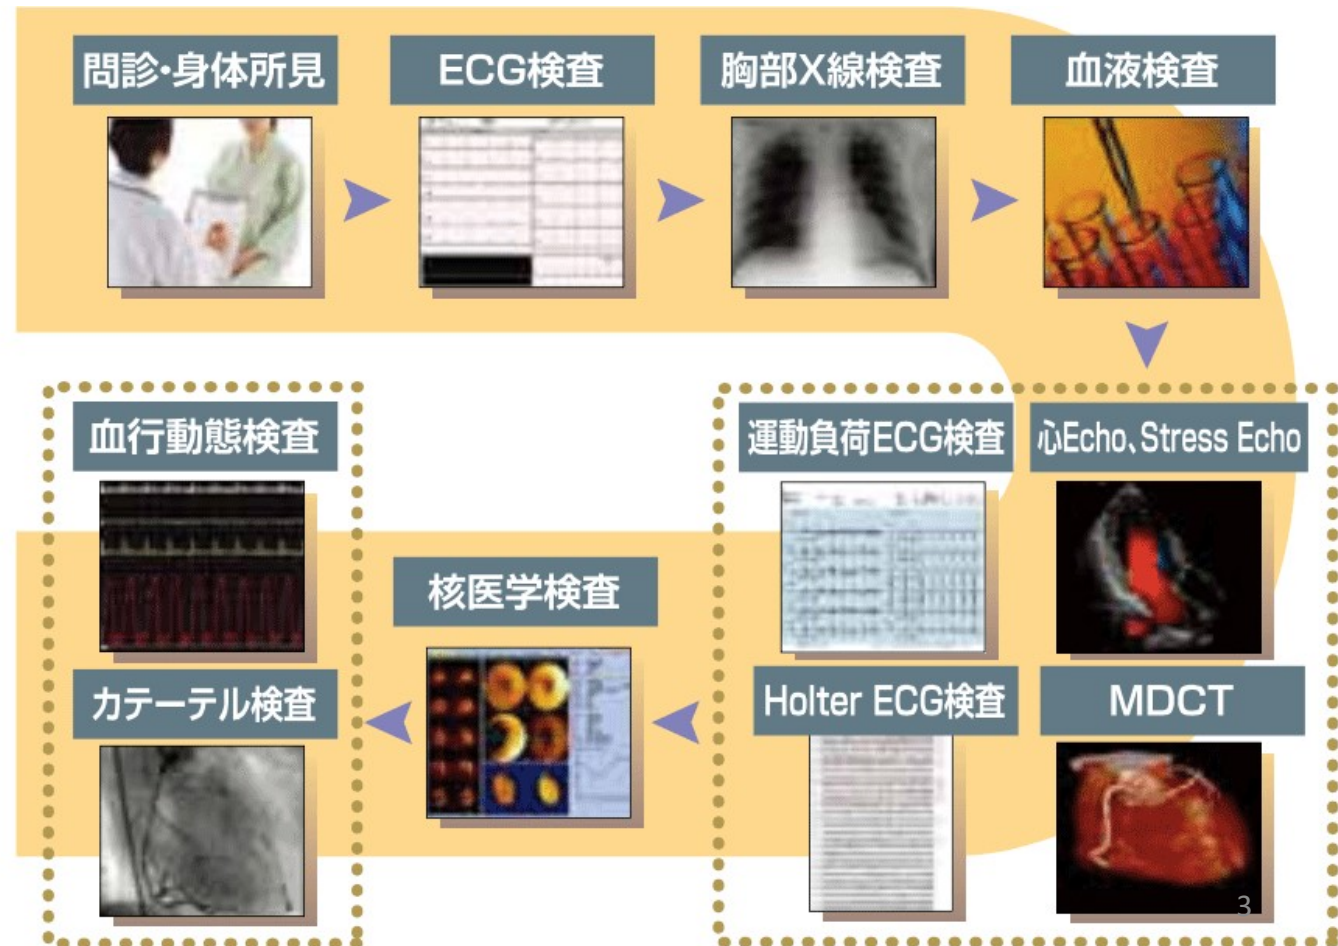 問診・身体所見
ECG検査
胸部X線検査
血液検査
運動負荷ECG検査
心Echo、Stress Echo
Holter ECG検査
MDCT
核医学検査
血行動態検査
カテーテル検査
3